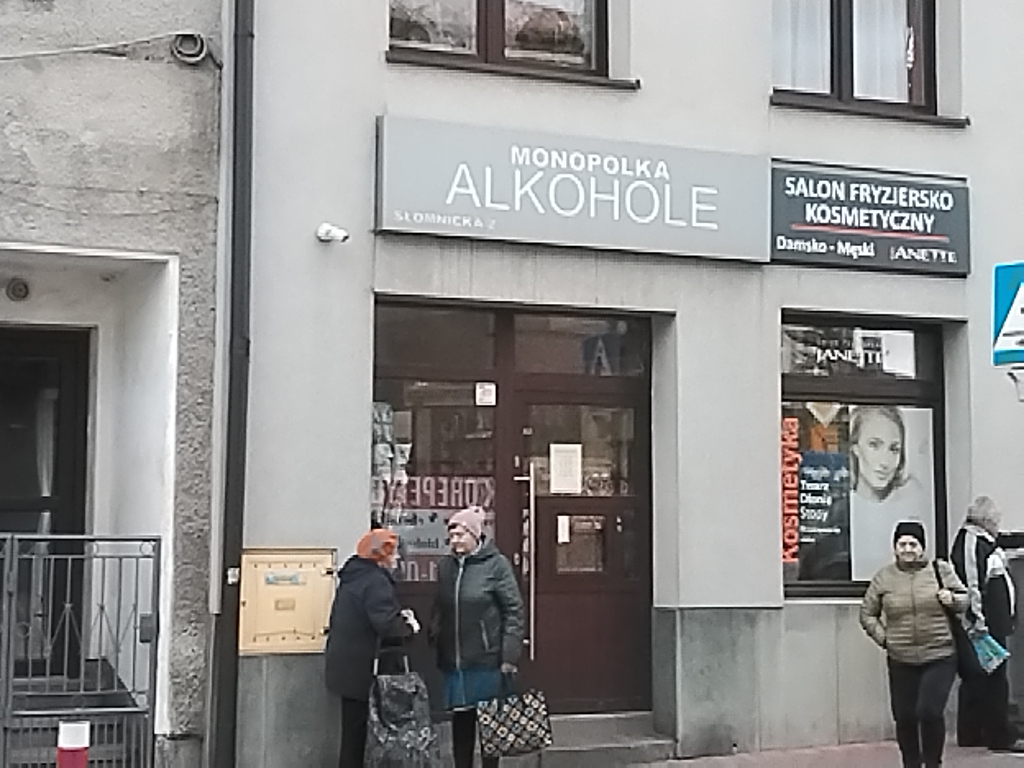 MONOPOLKA
ALKOHOLE
SŁOMNICKA 2
SALON FRYZJERSKO
KOSMETYCZNY
Damsko - Męski JANETTE
JANETTE
Kosmetyka
Twarz
Dłonie
Stopy